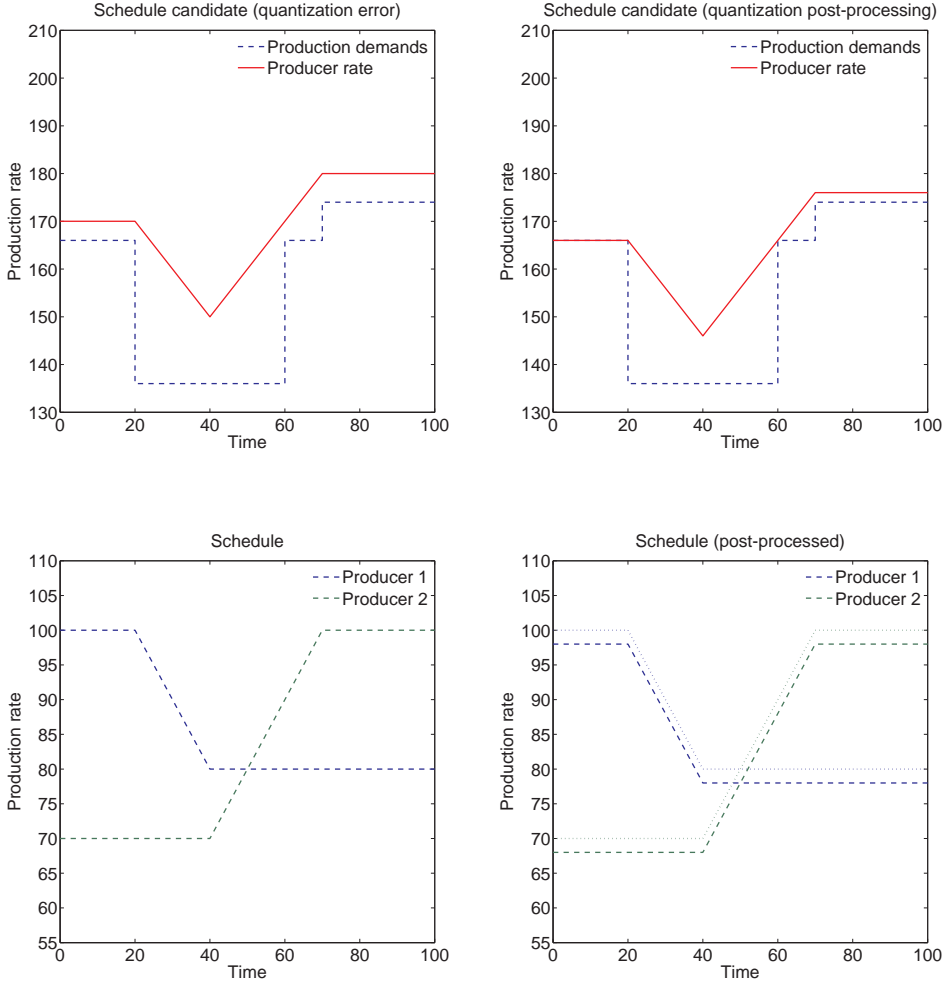 Schedule candidate (quantization error)
210
200
190
180
170
160
150
140
130
Production rate
Production demands
Producer rate
0 20 40 60 80 100
Time
Schedule candidate (quantization post-processing)
210
200
190
180
170
160
150
140
130
Production rate
Production demands
Producer rate
0 20 40 60 80 100
Time
Schedule
110
105
100
95
90
85
80
75
70
65
60
55
Production rate
Producer 1
Producer 2
0 20 40 60 80 100
Time
Schedule (post-processed)
110
105
100
95
90
85
80
75
70
65
60
55
Production rate
Producer 1
Producer 2
0 20 40 60 80 100
Time